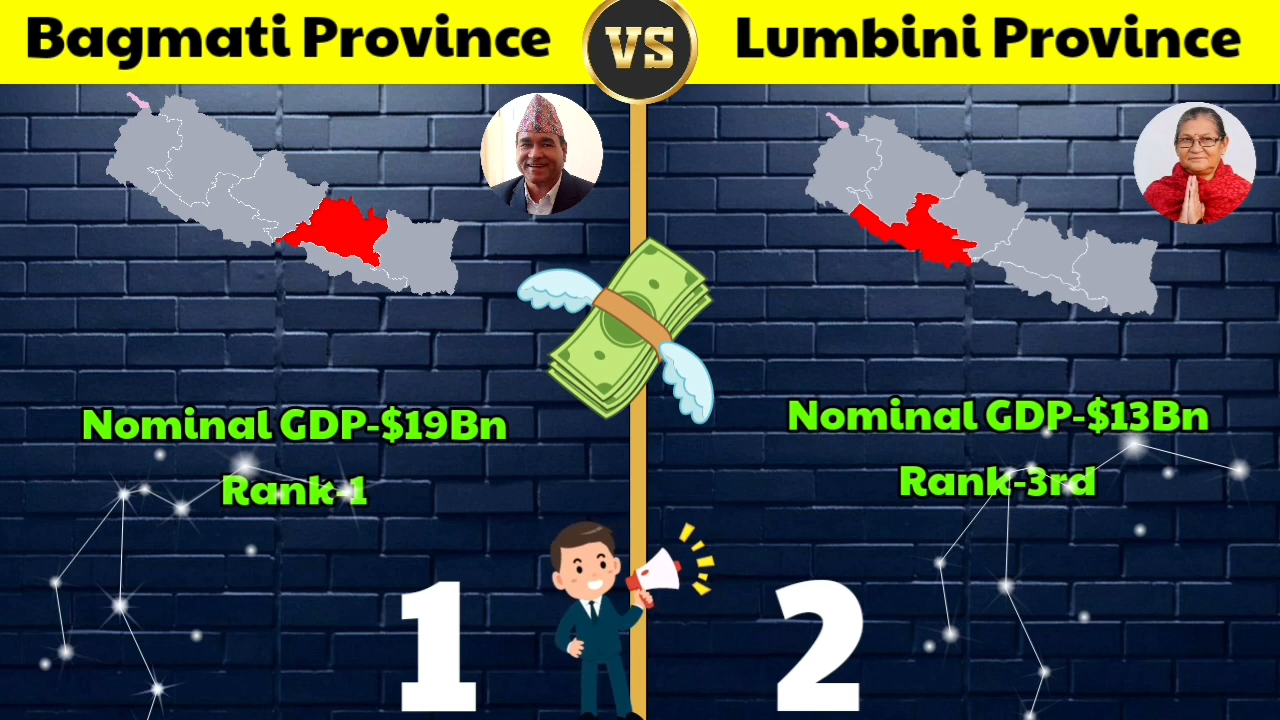 Bagmati Province
VS
Lumbini Province
Nominal GDP-$19Bn
Rank-1
Nominal GDP-$13Bn
Rank-3rd
1
2